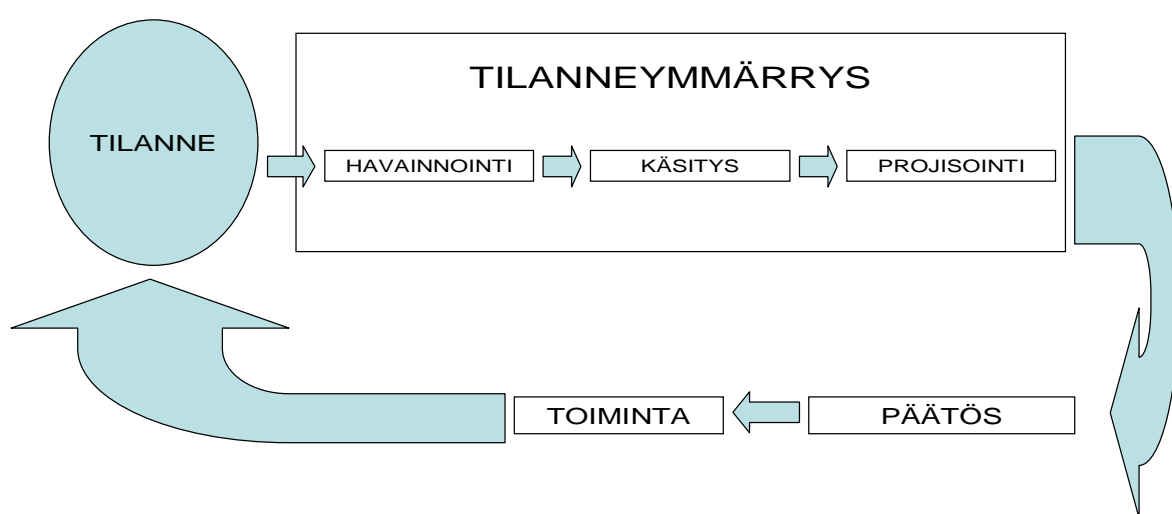 TILANNEYMMÄRRYS
TILANNE
HAVAINNOINTI
KÄSITYS
PROJISOINTI
TOIMINTA
PÄÄTÖS